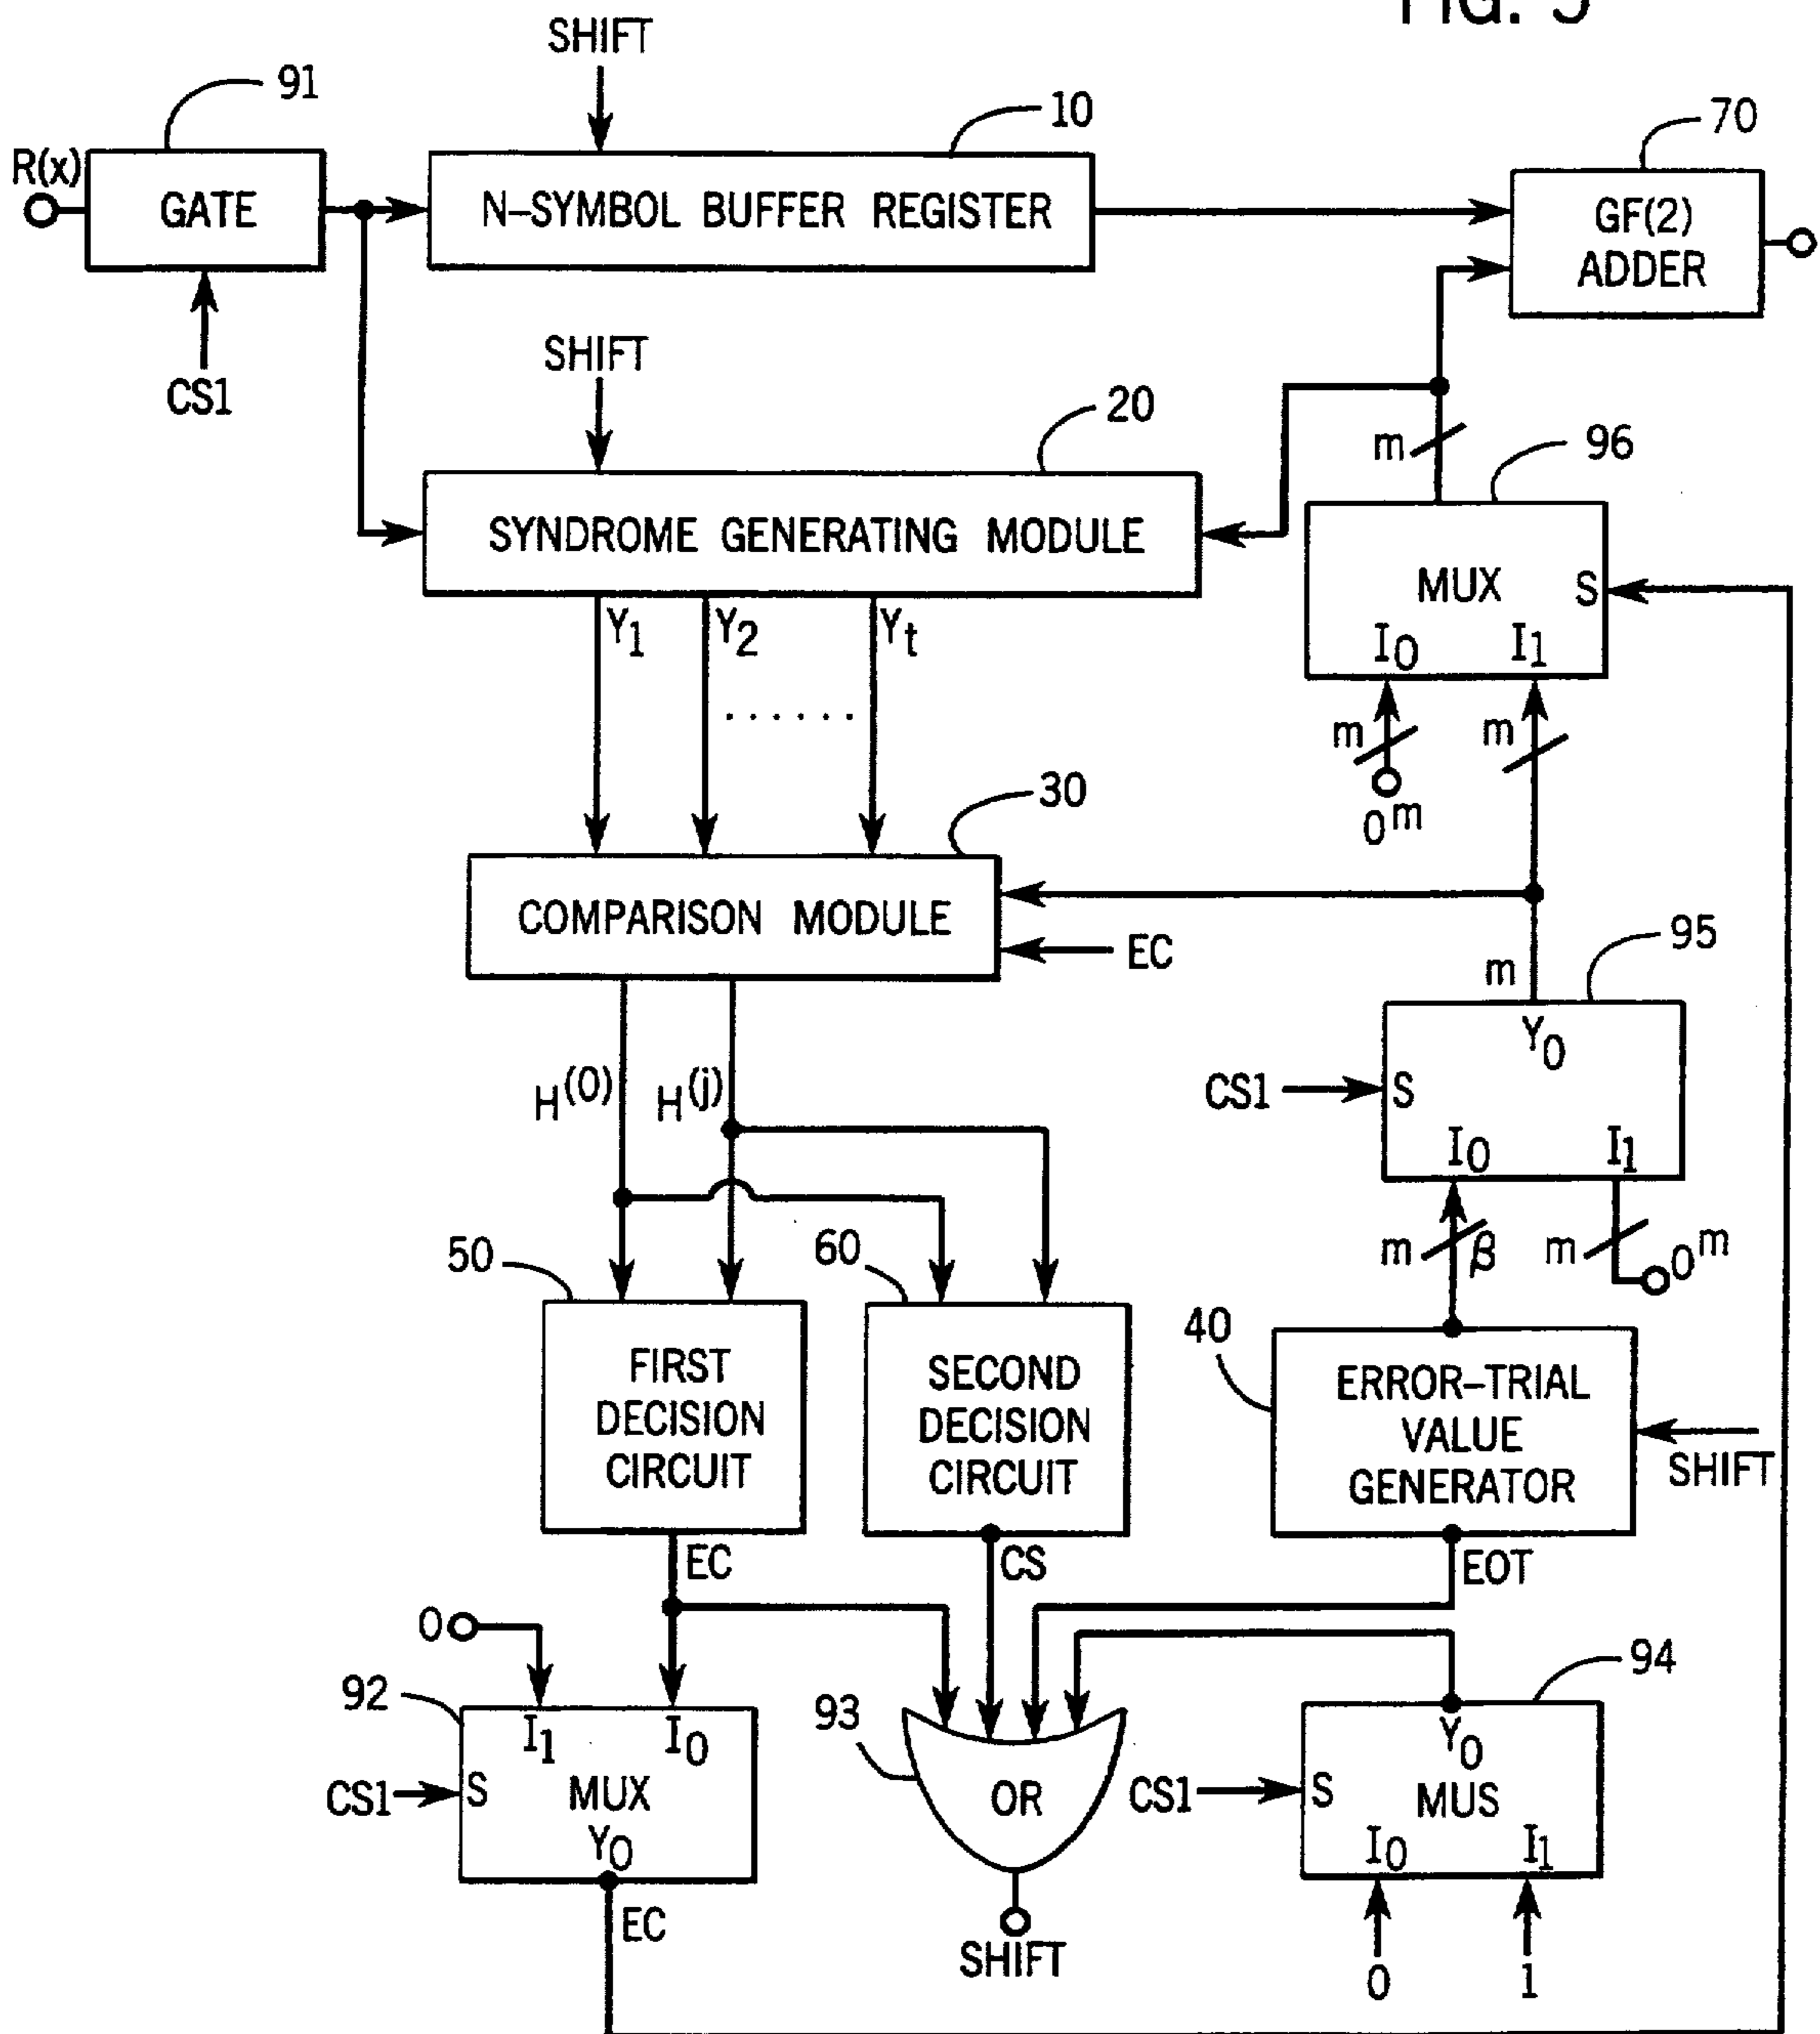 FIG. 5
SHIFT
91
10
70
R(x)
GATE
N-SYMBOL BUFFER REGISTER
GF(2)
ADDER
CS1
SHIFT
20
m
96
SYNDROME GENERATING MODULE
MUX
S
I0
I1
Y1
Y2
Yt
......
m
m
0m
30
COMPARISON MODULE
EC
95
m
Y0
CS1
S
I0
I1
H(0)
H(j)
m
β
m
0m
50
60
40
FIRST
DECISION
CIRCUIT
SECOND
DECISION
CIRCUIT
ERROR-TRIAL
VALUE
GENERATOR
SHIFT
EC
CS
EOT
0
92
93
94
I1
I0
CS1
S
MUX
Y0
OR
CS1
S
Y0
MUS
I0
I1
EC
SHIFT
0
1